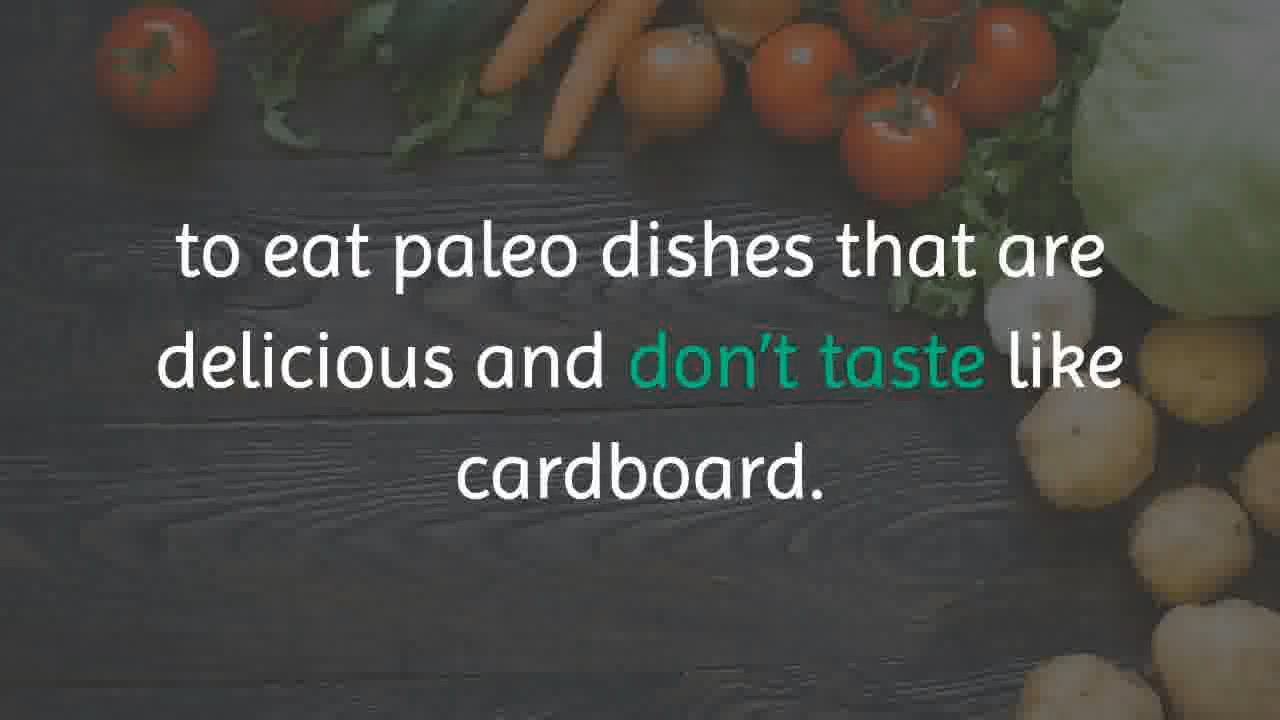 to eat paleo dishes that are
delicious and don’t taste like
cardboard.